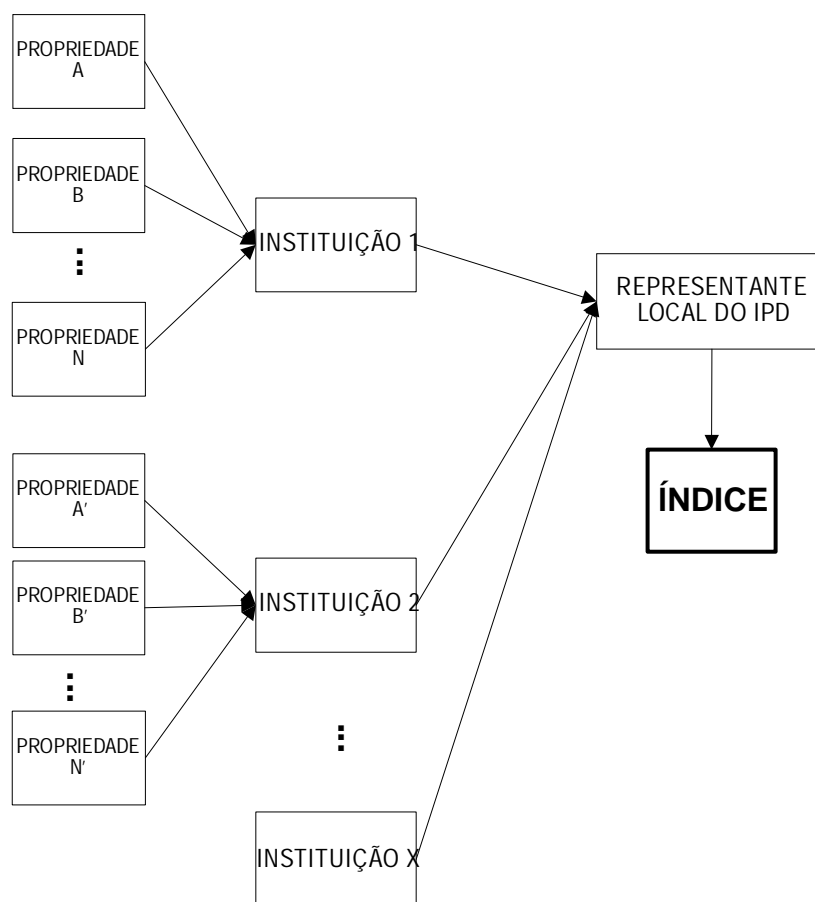 PROPRIEDADE
A
PROPRIEDADE
B
PROPRIEDADE
N
INSTITUIÇÃO 1
REPRESENTANTE
LOCAL DO IPD
ÍNDICE
PROPRIEDADE
A'
PROPRIEDADE
B'
PROPRIEDADE
N'
INSTITUIÇÃO 2
INSTITUIÇÃO X